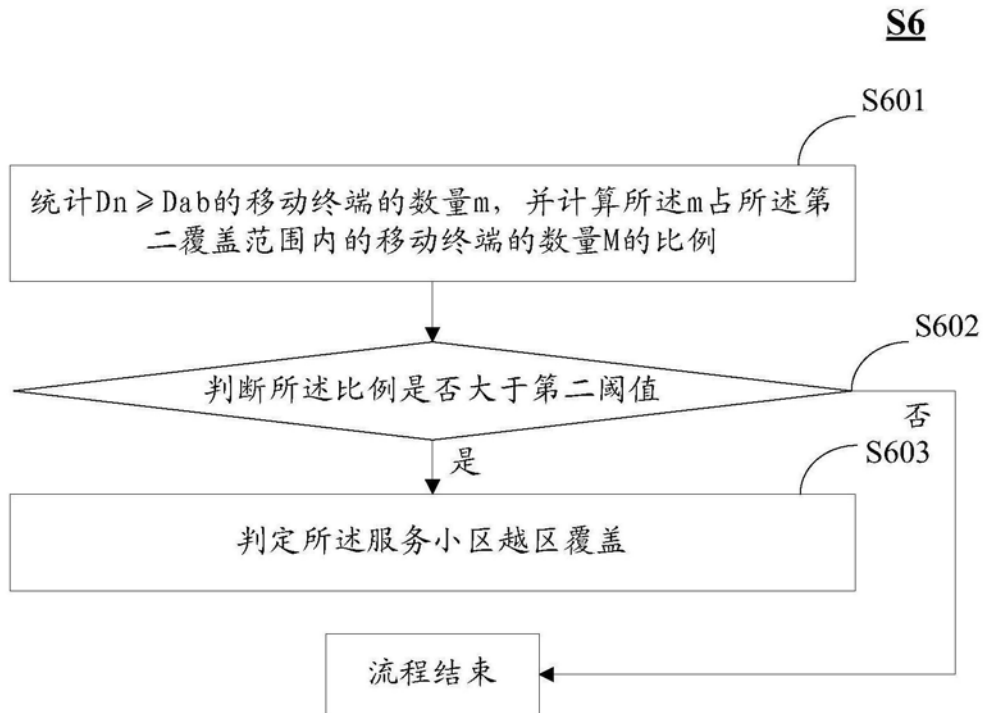 S6
S601
统计Dn≥Dab的移动终端的数量m，并计算所述m占所述第
二覆盖范围内的移动终端的数量M的比例
S602
判断所述比例是否大于第二阈值
否
是
S603
判定所述服务小区越区覆盖
流程结束